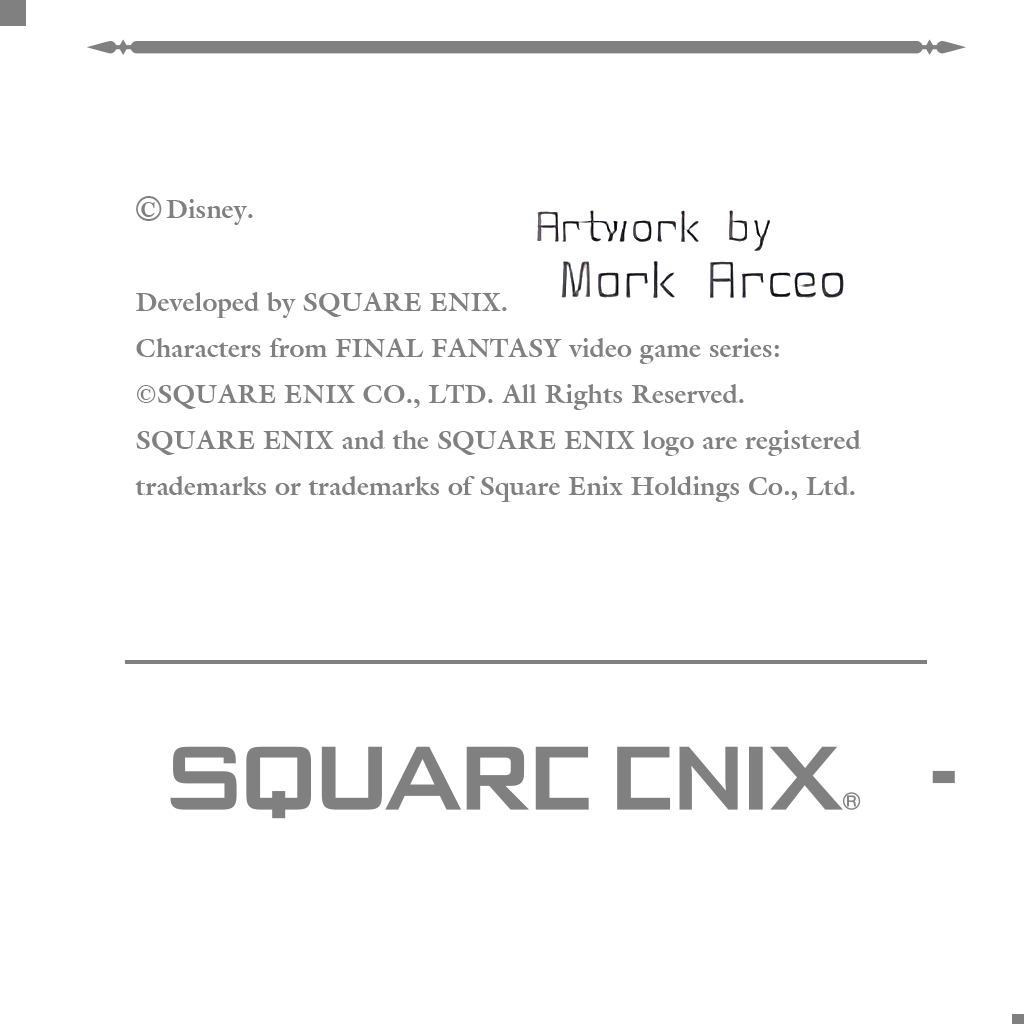 © Disney.
Artwork by
Mark Arceo
Developed by SQUARE ENIX.
Characters from FINAL FANTASY video game series:
©SQUARE ENIX CO., LTD. All Rights Reserved.
SQUARE ENIX and the SQUARE ENIX logo are registered
trademarks or trademarks of Square Enix Holdings Co., Ltd.
SQUARE ENIX®
-